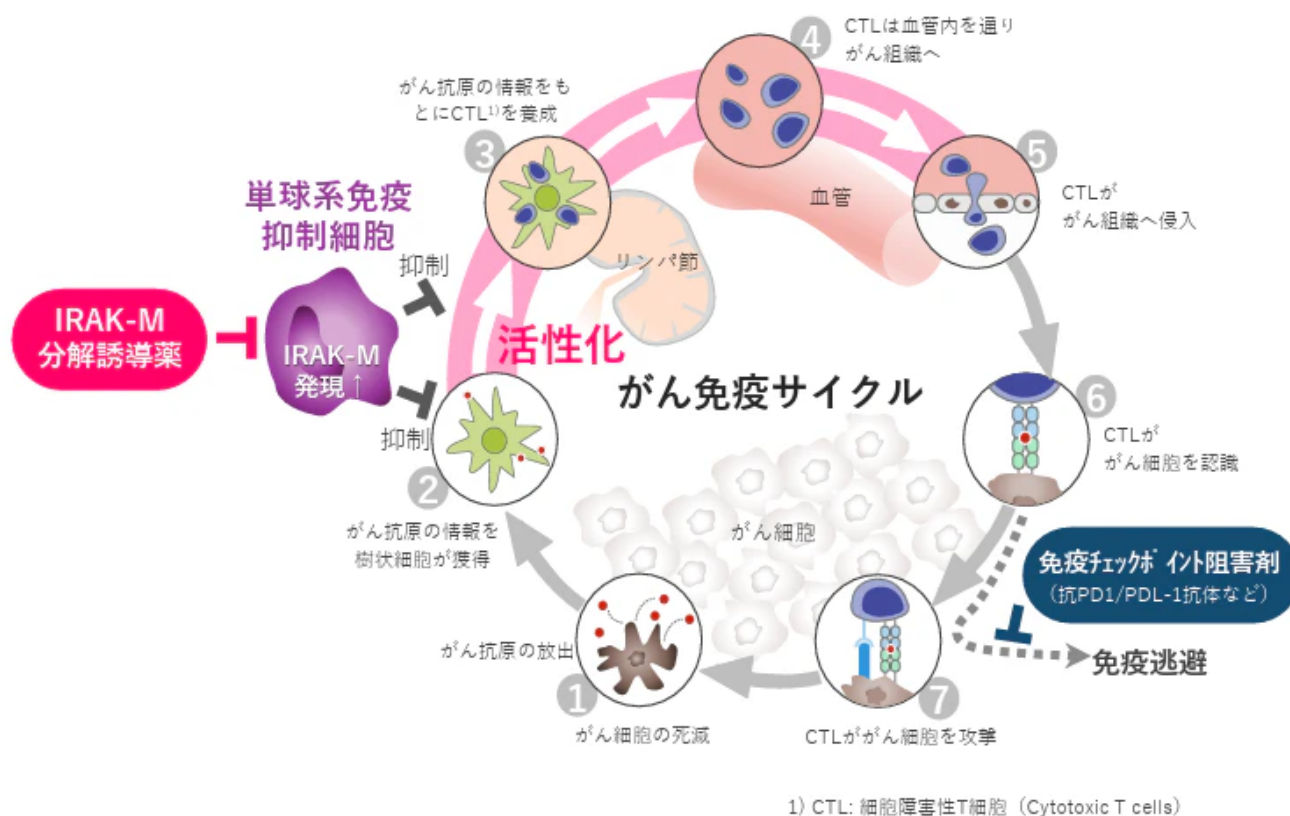 4
CTLは血管内を通り
がん組織へ
がん抗原の情報をも
とにCTL1)を養成
3
5
CTLが
がん組織へ侵入
血管
単球系免疫
抑制細胞
抑制
リンパ節
IRAK-M
分解誘導薬
IRAK-M
発現↑
活性化
がん免疫サイクル
抑制
6
CTLが
がん細胞を認識
2
がん抗原の情報を
樹状細胞が獲得
がん細胞
免疫チェックポイント阻害剤
（抗PD1/PDL-1抗体など）
がん抗原の放出
免疫逃避
1
がん細胞の死滅
7
CTLががん細胞を攻撃
1) CTL: 細胞障害性T細胞（Cytotoxic T cells）